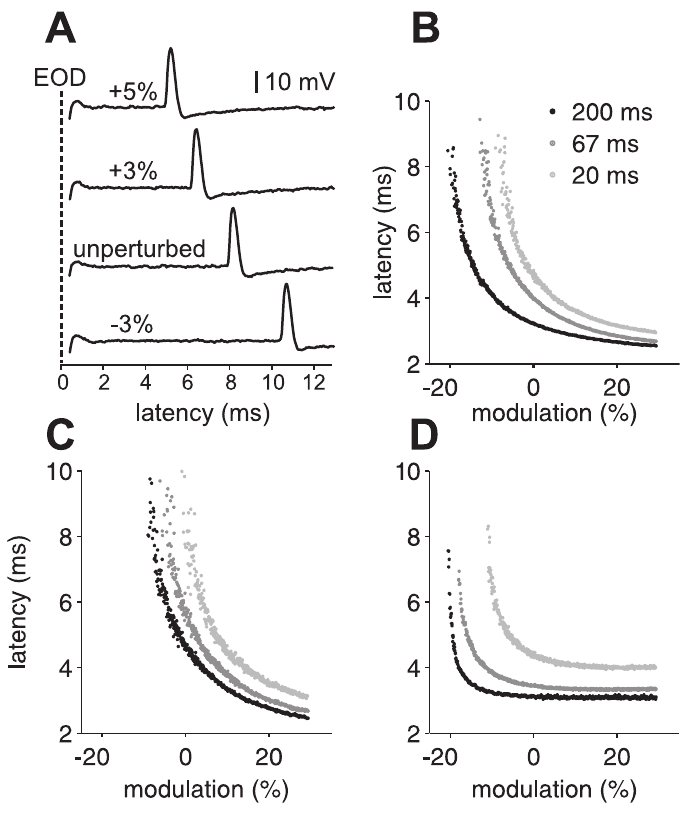 A
EOD
+5%
10 mV
+3%
unperturbed
-3%
0 2 4 6 8 10 12
latency (ms)
B
200 ms
67 ms
20 ms
10
8
6
4
2
latency (ms)
-20 0 20
modulation (%)
C
10
8
6
4
2
latency (ms)
-20 0 20
modulation (%)
D
10
8
6
4
2
-20 0 20
modulation (%)